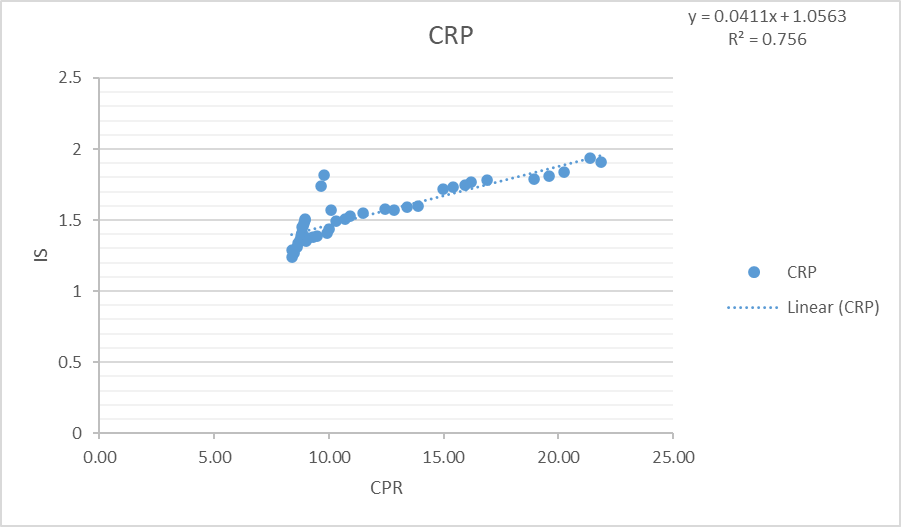 y = 0.0411x + 1.0563
R² = 0.756
CRP
2.5
2
1.5
1
0.5
0
IS
0.00 5.00 10.00 15.00 20.00 25.00
CPR
CRP
Linear (CRP)